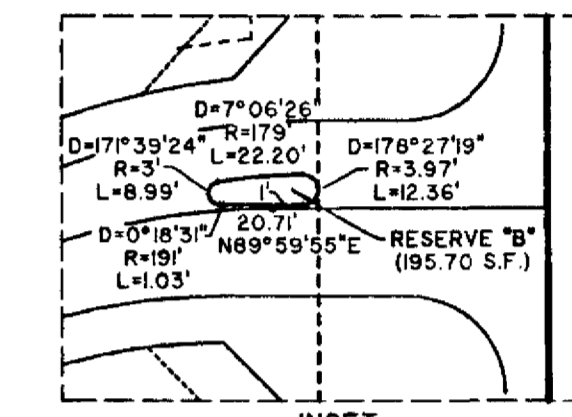 D=7°06'26"
R=179'
L=22.20'
D=171°39'24"
R=3'
L=8.99'
D=178°27'19"
R=3.97'
L=12.36'
1'
20.71'
N89°59'55"E
D=0°18'31"
R=191'
L=1.03'
RESERVE "B"
(195.70 S.F.)
INSET